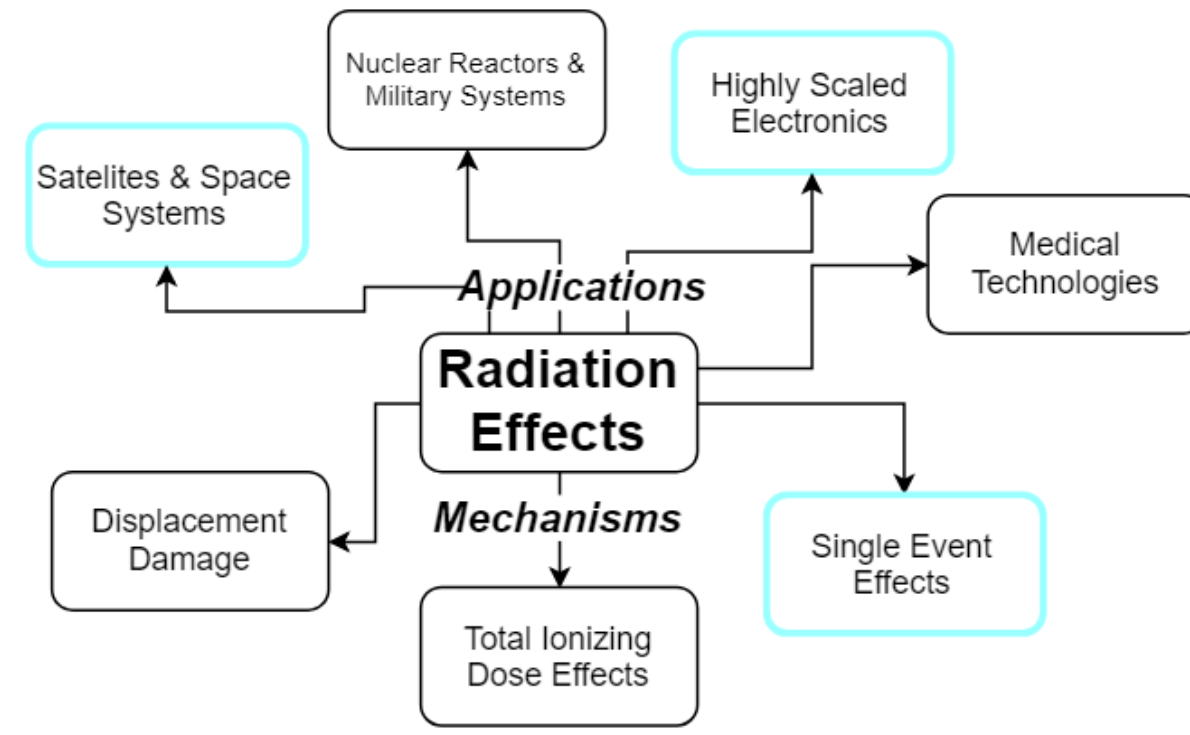 Nuclear Reactors &
Military Systems
Highly Scaled
Electronics
Satelites & Space
Systems
Medical
Technologies
Applications
Radiation
Effects
Mechanisms
Displacement
Damage
Single Event
Effects
Total Ionizing
Dose Effects